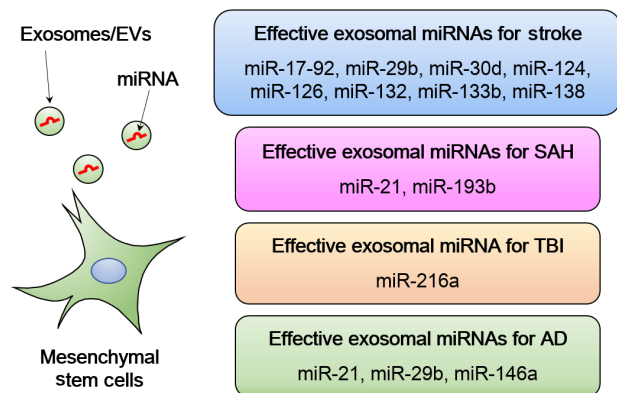 Exosomes/EVs
miRNA
Mesenchymal
stem cells
Effective exosomal miRNAs for stroke
miR-17-92, miR-29b, miR-30d, miR-124,
miR-126, miR-132, miR-133b, miR-138
Effective exosomal miRNAs for SAH
miR-21, miR-193b
Effective exosomal miRNA for TBI
miR-216a
Effective exosomal miRNAs for AD
miR-21, miR-29b, miR-146a